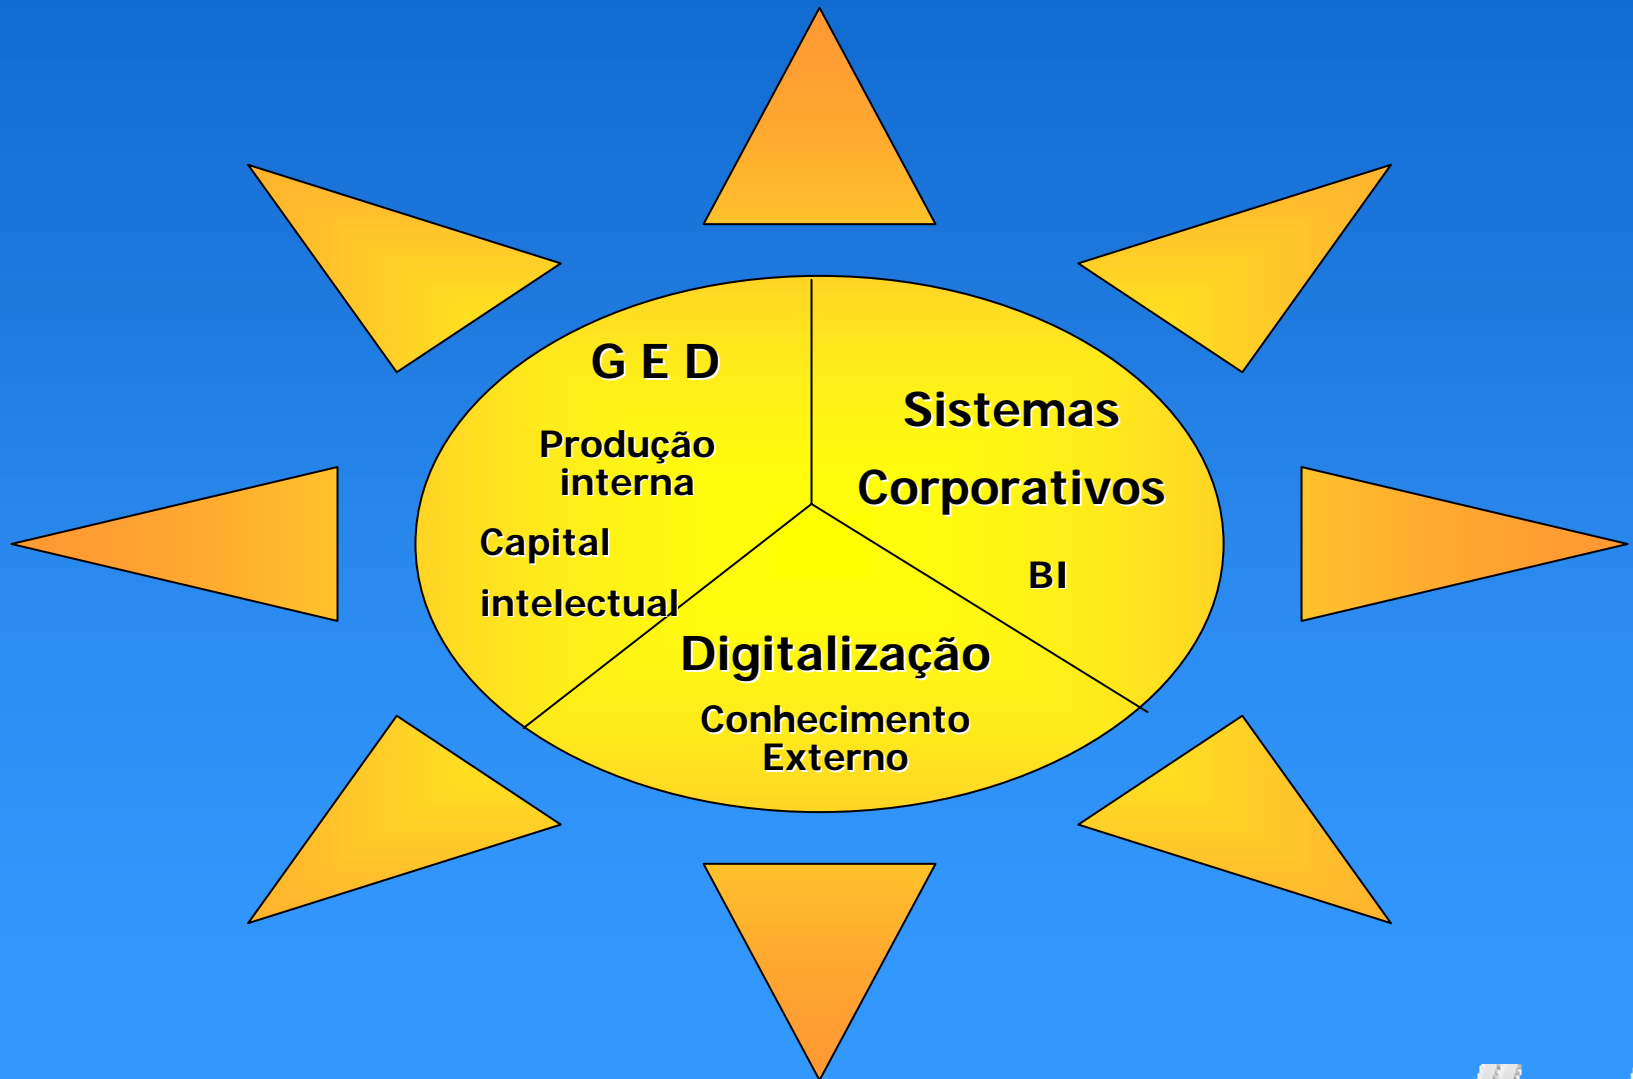 G E D
Produção
interna
Capital
intelectual
Sistemas
Corporativos
BI
Digitalização
Conhecimento
Externo